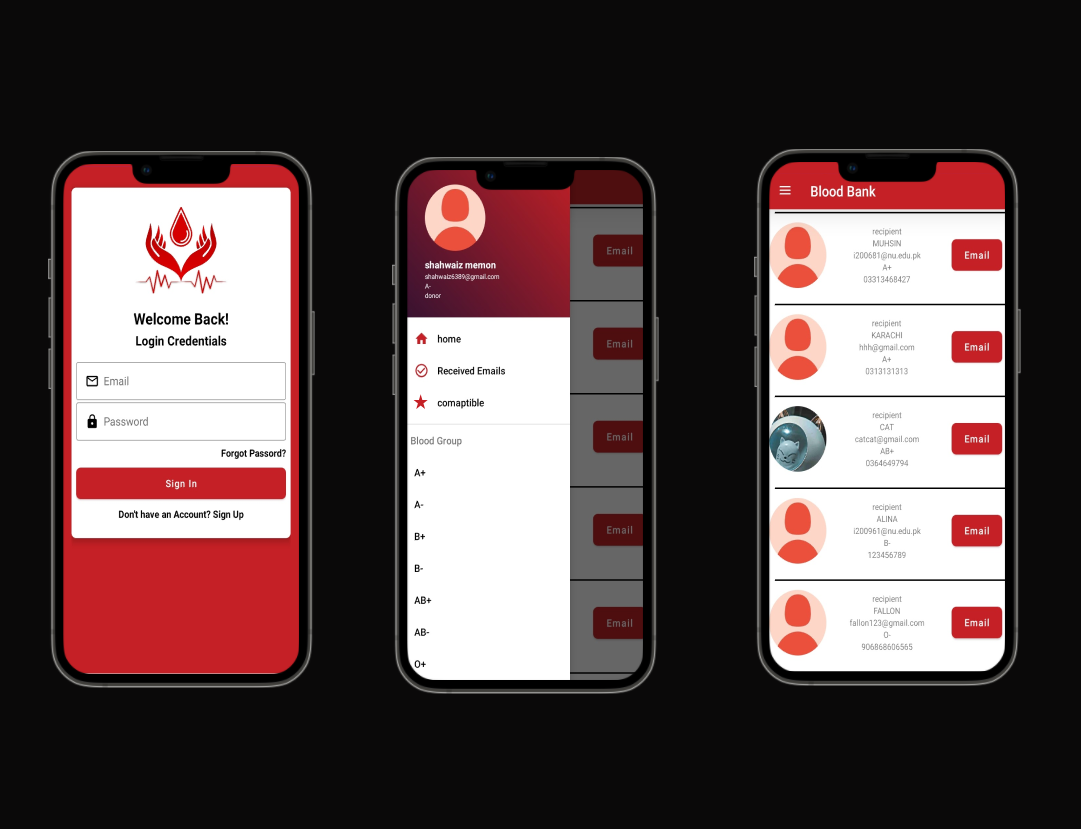 Welcome Back!
Login Credentials
Email
Password
Forgot Passord?
Sign In
Don't have an Account? Sign Up
shahwaiz memon
shahwaiz6389@gmail.com
A-
donor
home
Received Emails
comaptible
Blood Group
A+
A-
B+
B-
AB+
AB-
O+
Email
Email
Email
Email
Email
Blood Bank
recipient
MUHSIN
i200681@nu.edu.pk
A+
03313468427
Email
recipient
KARACHI
hhh@gmail.com
A+
0313131313
Email
recipient
CAT
catcat@gmail.com
AB+
0364649794
Email
recipient
ALINA
i200961@nu.edu.pk
B-
123456789
Email
recipient
FALLON
fallon123@gmail.com
O-
906868606565
Email